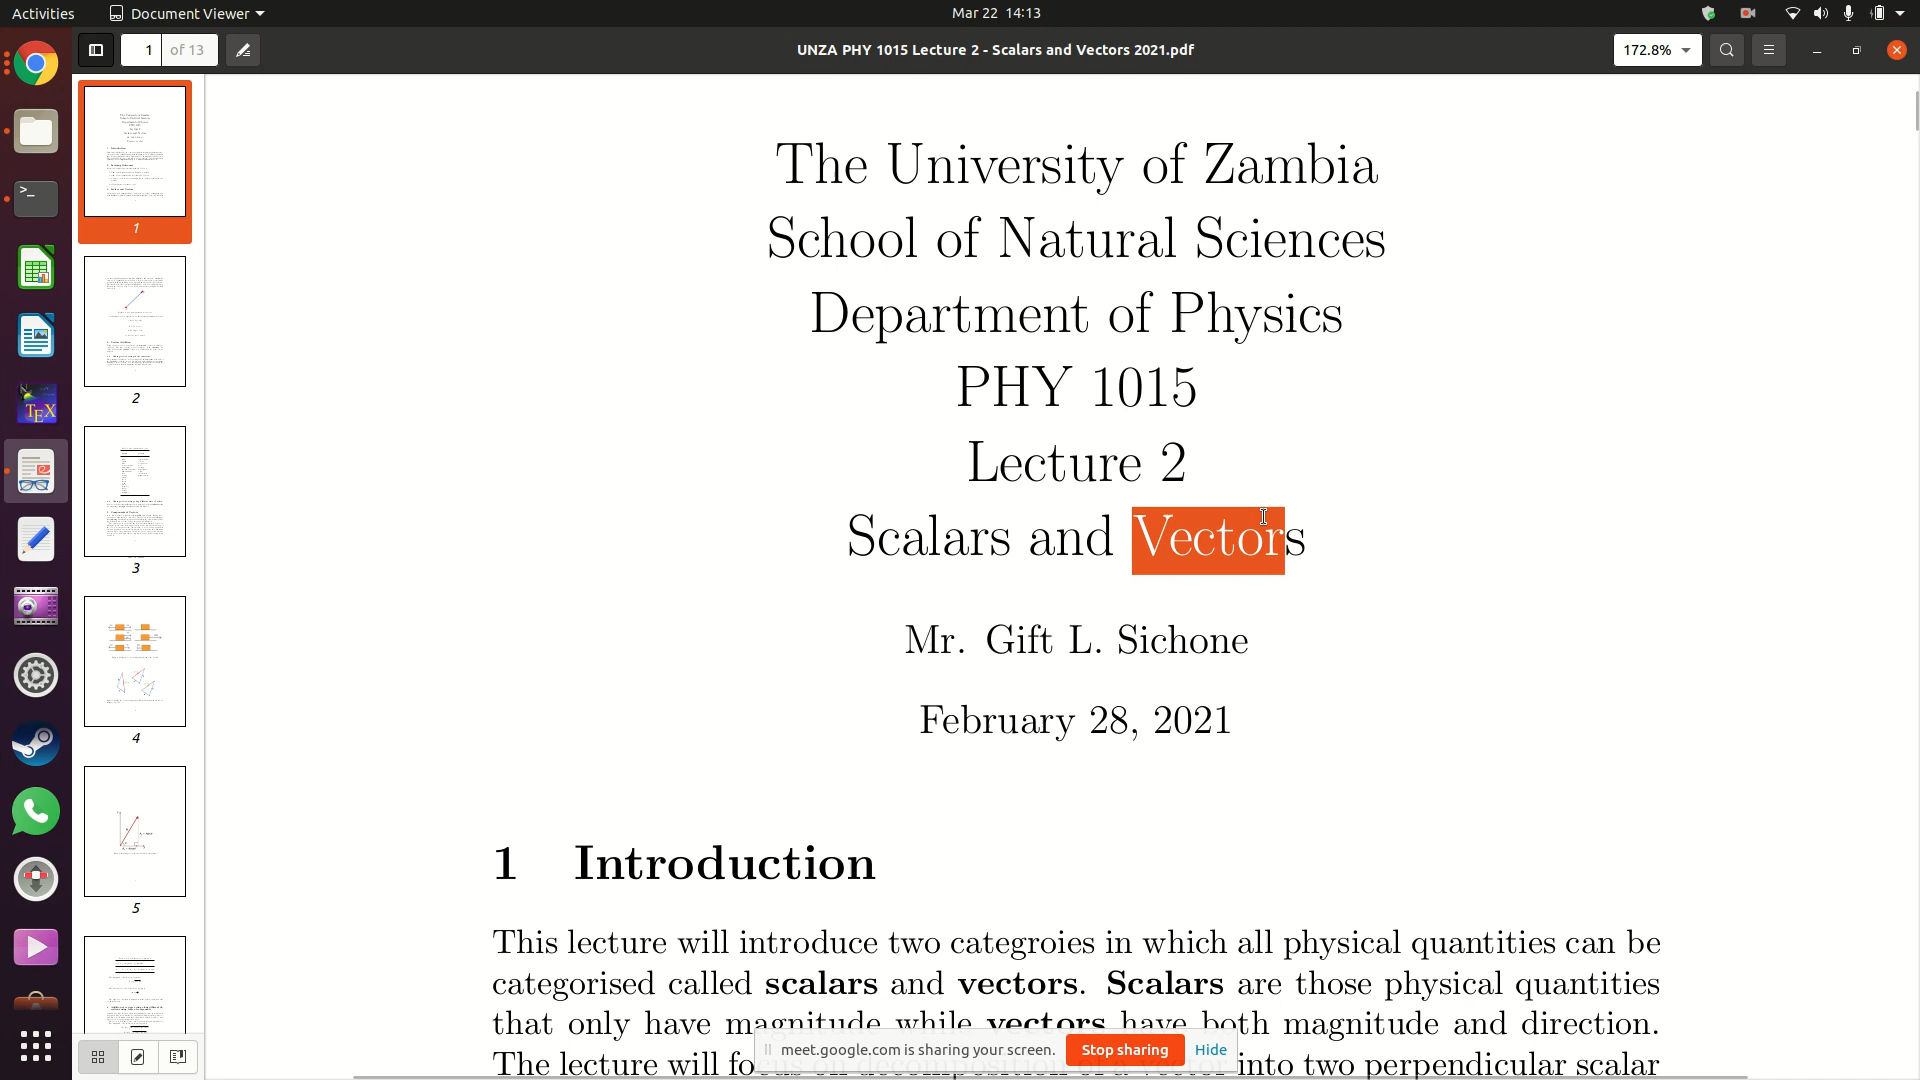 Activities Document Viewer Mar 22 14:13
1 of 13 UNZA PHY 1015 Lecture 2 - Scalars and Vectors 2021.pdf 172.8%
1
2
3
4
5
The University of Zambia
School of Natural Sciences
Department of Physics
PHY 1015
Lecture 2
Scalars and Vectors
Mr. Gift L. Sichone
February 28, 2021
1 Introduction
This lecture will introduce two categroies in which all physical quantities can be
categorised called scalars and vectors. Scalars are those physical quantities
that only have magnitude while vectors have both magnitude and direction.
The lecture will focus on decomposition of a vector into two perpendicular scalar
meet.google.com is sharing your screen. Stop sharing Hide